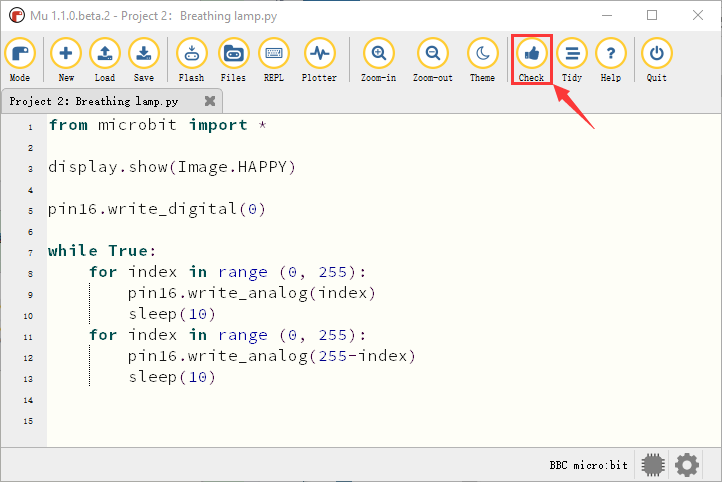 Mu 1.1.0.beta.2 - Project 2：Breathing lamp.py
Mode New Load Save Flash Files REPL Plotter Zoom-in Zoom-out Theme Check Tidy Help Quit
Project 2: Breathing lamp.py
1 from microbit import *
2
3 display.show(Image.HAPPY)
4
5 pin16.write_digital(0)
6
7 while True:
8     for index in range (0, 255):
9         pin16.write_analog(index)
10         sleep(10)
11     for index in range (0, 255):
12         pin16.write_analog(255-index)
13         sleep(10)
14
15
BBC micro:bit